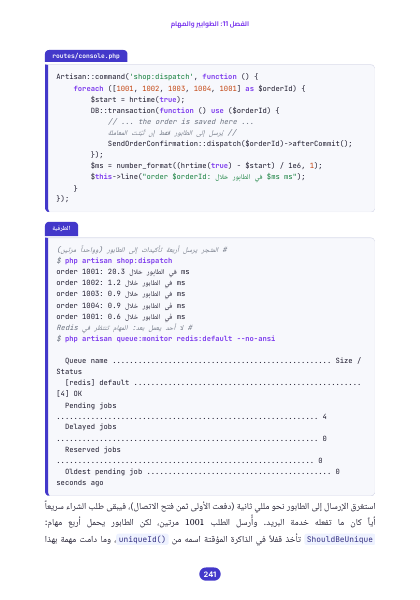 الفصل 11: الطوابير والمهام
routes/console.php
Artisan::command('shop:dispatch', function () {
    foreach ([1001, 1002, 1003, 1004, 1001] as $orderId) {
        $start = hrtime(true);
        DB::transaction(function () use ($orderId) {
            // ... the order is saved here ...
            // يُرسل إلى الطابور فقط إن ثُبّتت المعاملة
            SendOrderConfirmation::dispatch($orderId)->afterCommit();
        });
        $ms = number_format((hrtime(true) - $start) / 1e6, 1);
        $this->line("order $orderId: في الطابور خلال $ms ms");
    }
});
الطرفية
# المتجر يرسل أربعة تأكيدات إلى الطابور (وواحداً مرتين)
$ php artisan shop:dispatch
order 1001: 20.3 في الطابور خلال ms
order 1002: 1.2 في الطابور خلال ms
order 1003: 0.9 في الطابور خلال ms
order 1004: 0.9 في الطابور خلال ms
order 1001: 0.6 في الطابور خلال ms
# لا أحد يعمل بعد: المهام تنتظر في Redis
$ php artisan queue:monitor redis:default --no-ansi
  Queue name ................................................... Size /
Status
  [redis] default .....................................................
[4] OK
  Pending jobs
............................................................. 4
  Delayed jobs
............................................................. 0
  Reserved jobs
............................................................ 0
  Oldest pending job ........................................... 0
seconds ago
استغرق الإرسال إلى الطابور نحو مللي ثانية (دفعت الأولى ثمن فتح الاتصال)، فيبقى طلب الشراء سريعاً
أياً كان ما تفعله خدمة البريد. وأُرسل الطلب 1001 مرتين، لكن الطابور يحمل أربع مهام:
ShouldBeUnique تأخذ قفلاً في الذاكرة المؤقتة اسمه من uniqueId()، وما دامت مهمة بهذا
241